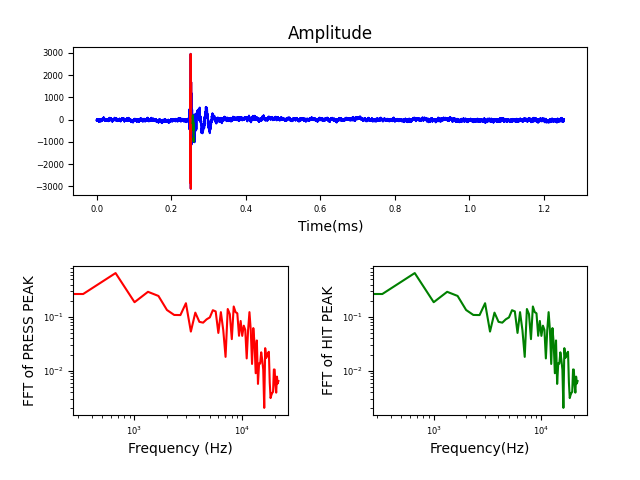 Amplitude
3000
2000
1000
0
−1000
−2000
−3000
0.0 0.2 0.4 0.6 0.8 1.0 1.2
Time(ms)
FFT of PRESS PEAK
10⁻¹
10⁻²
10³ 10⁴
Frequency (Hz)
FFT of HIT PEAK
10⁻¹
10⁻²
10³ 10⁴
Frequency(Hz)